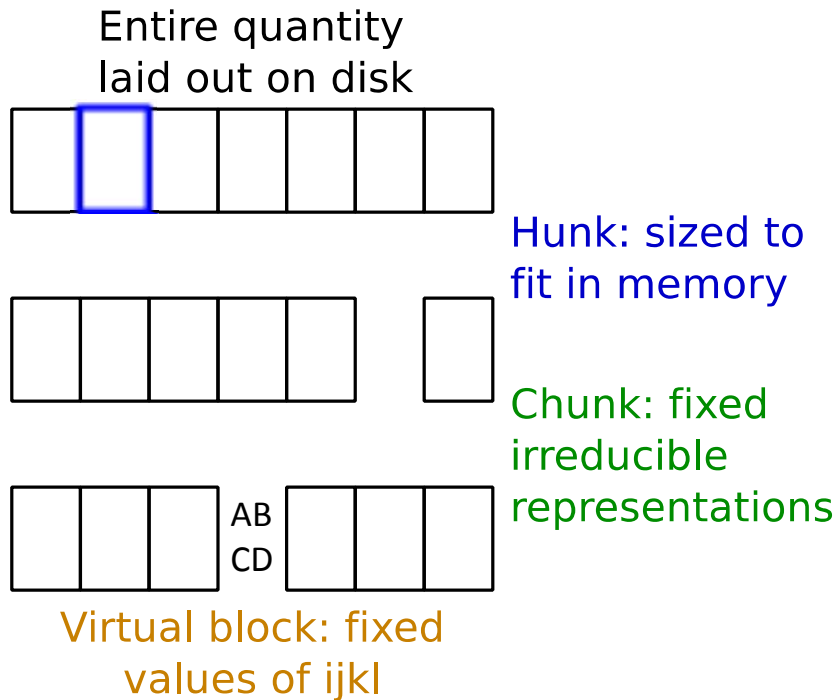 Entire quantity
laid out on disk
Hunk: sized to
fit in memory
Chunk: fixed
irreducible
representations
AB
CD
Virtual block: fixed
values of ijkl